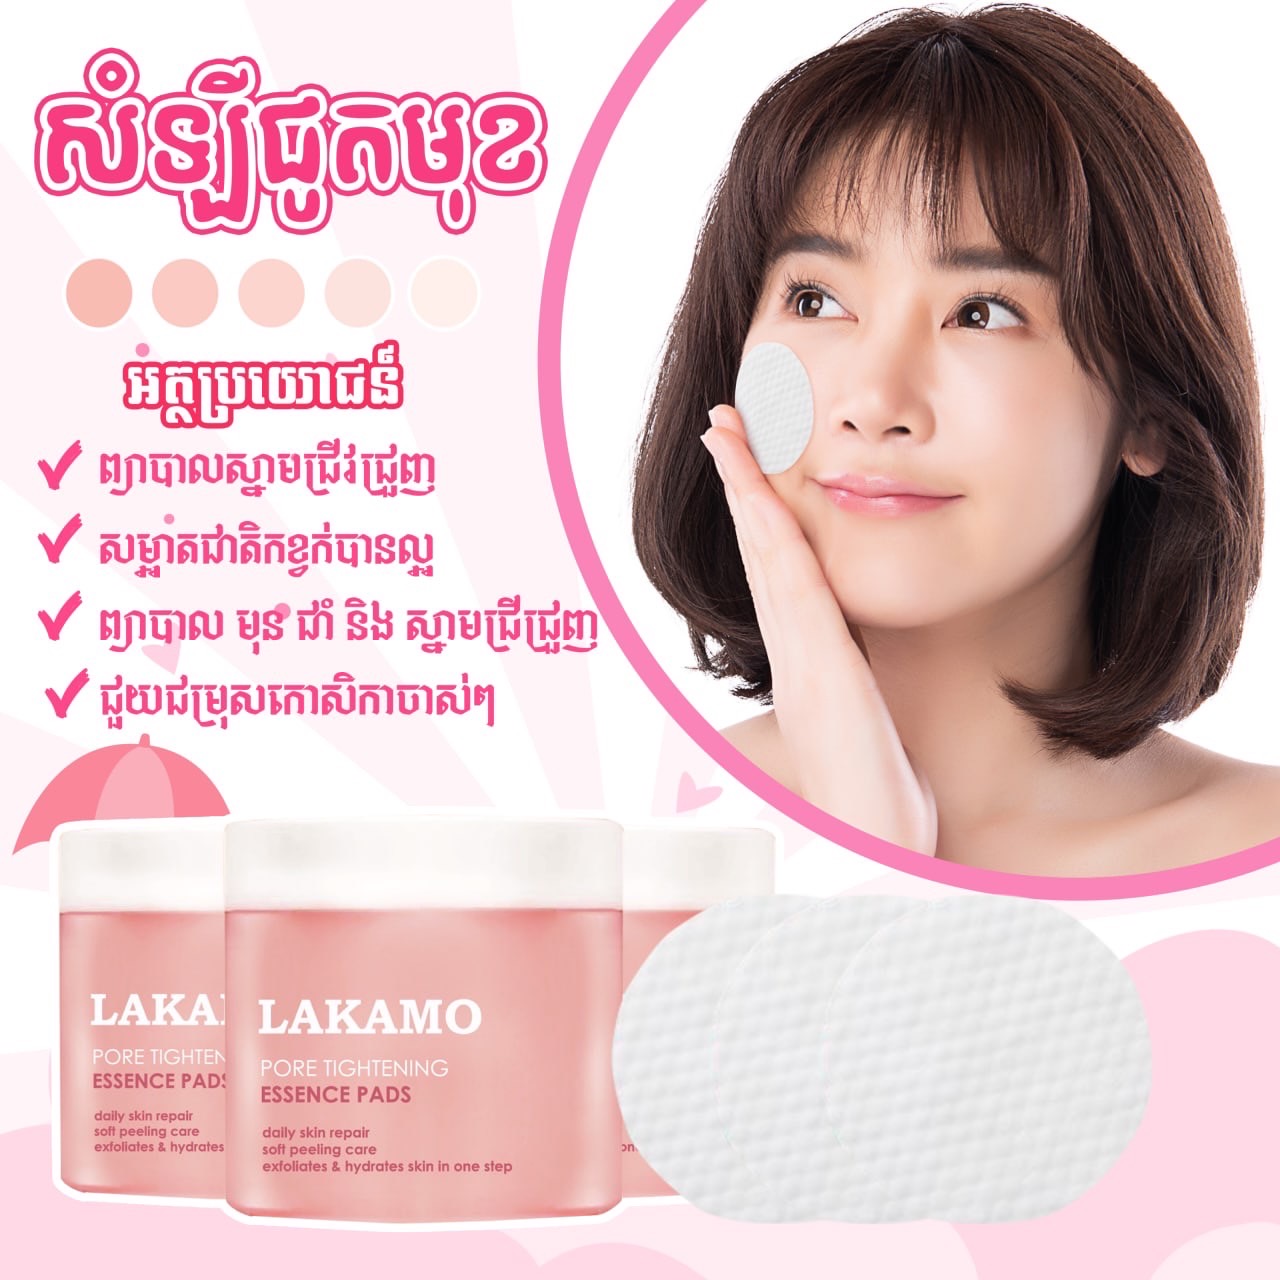 សំឡីជូតមុខ
អត្ថប្រយោជន៍
ព្យាបាលស្នាមជ្រីវជ្រួញ
សម្អាតជាតិកខ្វក់បានល្អ
ព្យាបាល មុន ជាំ និង ស្នាមជ្រីជ្រួញ
ជួយជម្រុសកោសិកាចាស់ៗ
LAKAMO
PORE TIGHTENING
ESSENCE PADS
daily skin repair
soft peeling care
exfoliates & hydrates skin in one step
LAKA
PORE TIGHTEN
ESSENCE PADS
daily skin repair
soft peeling care
exfoliates & hydrates